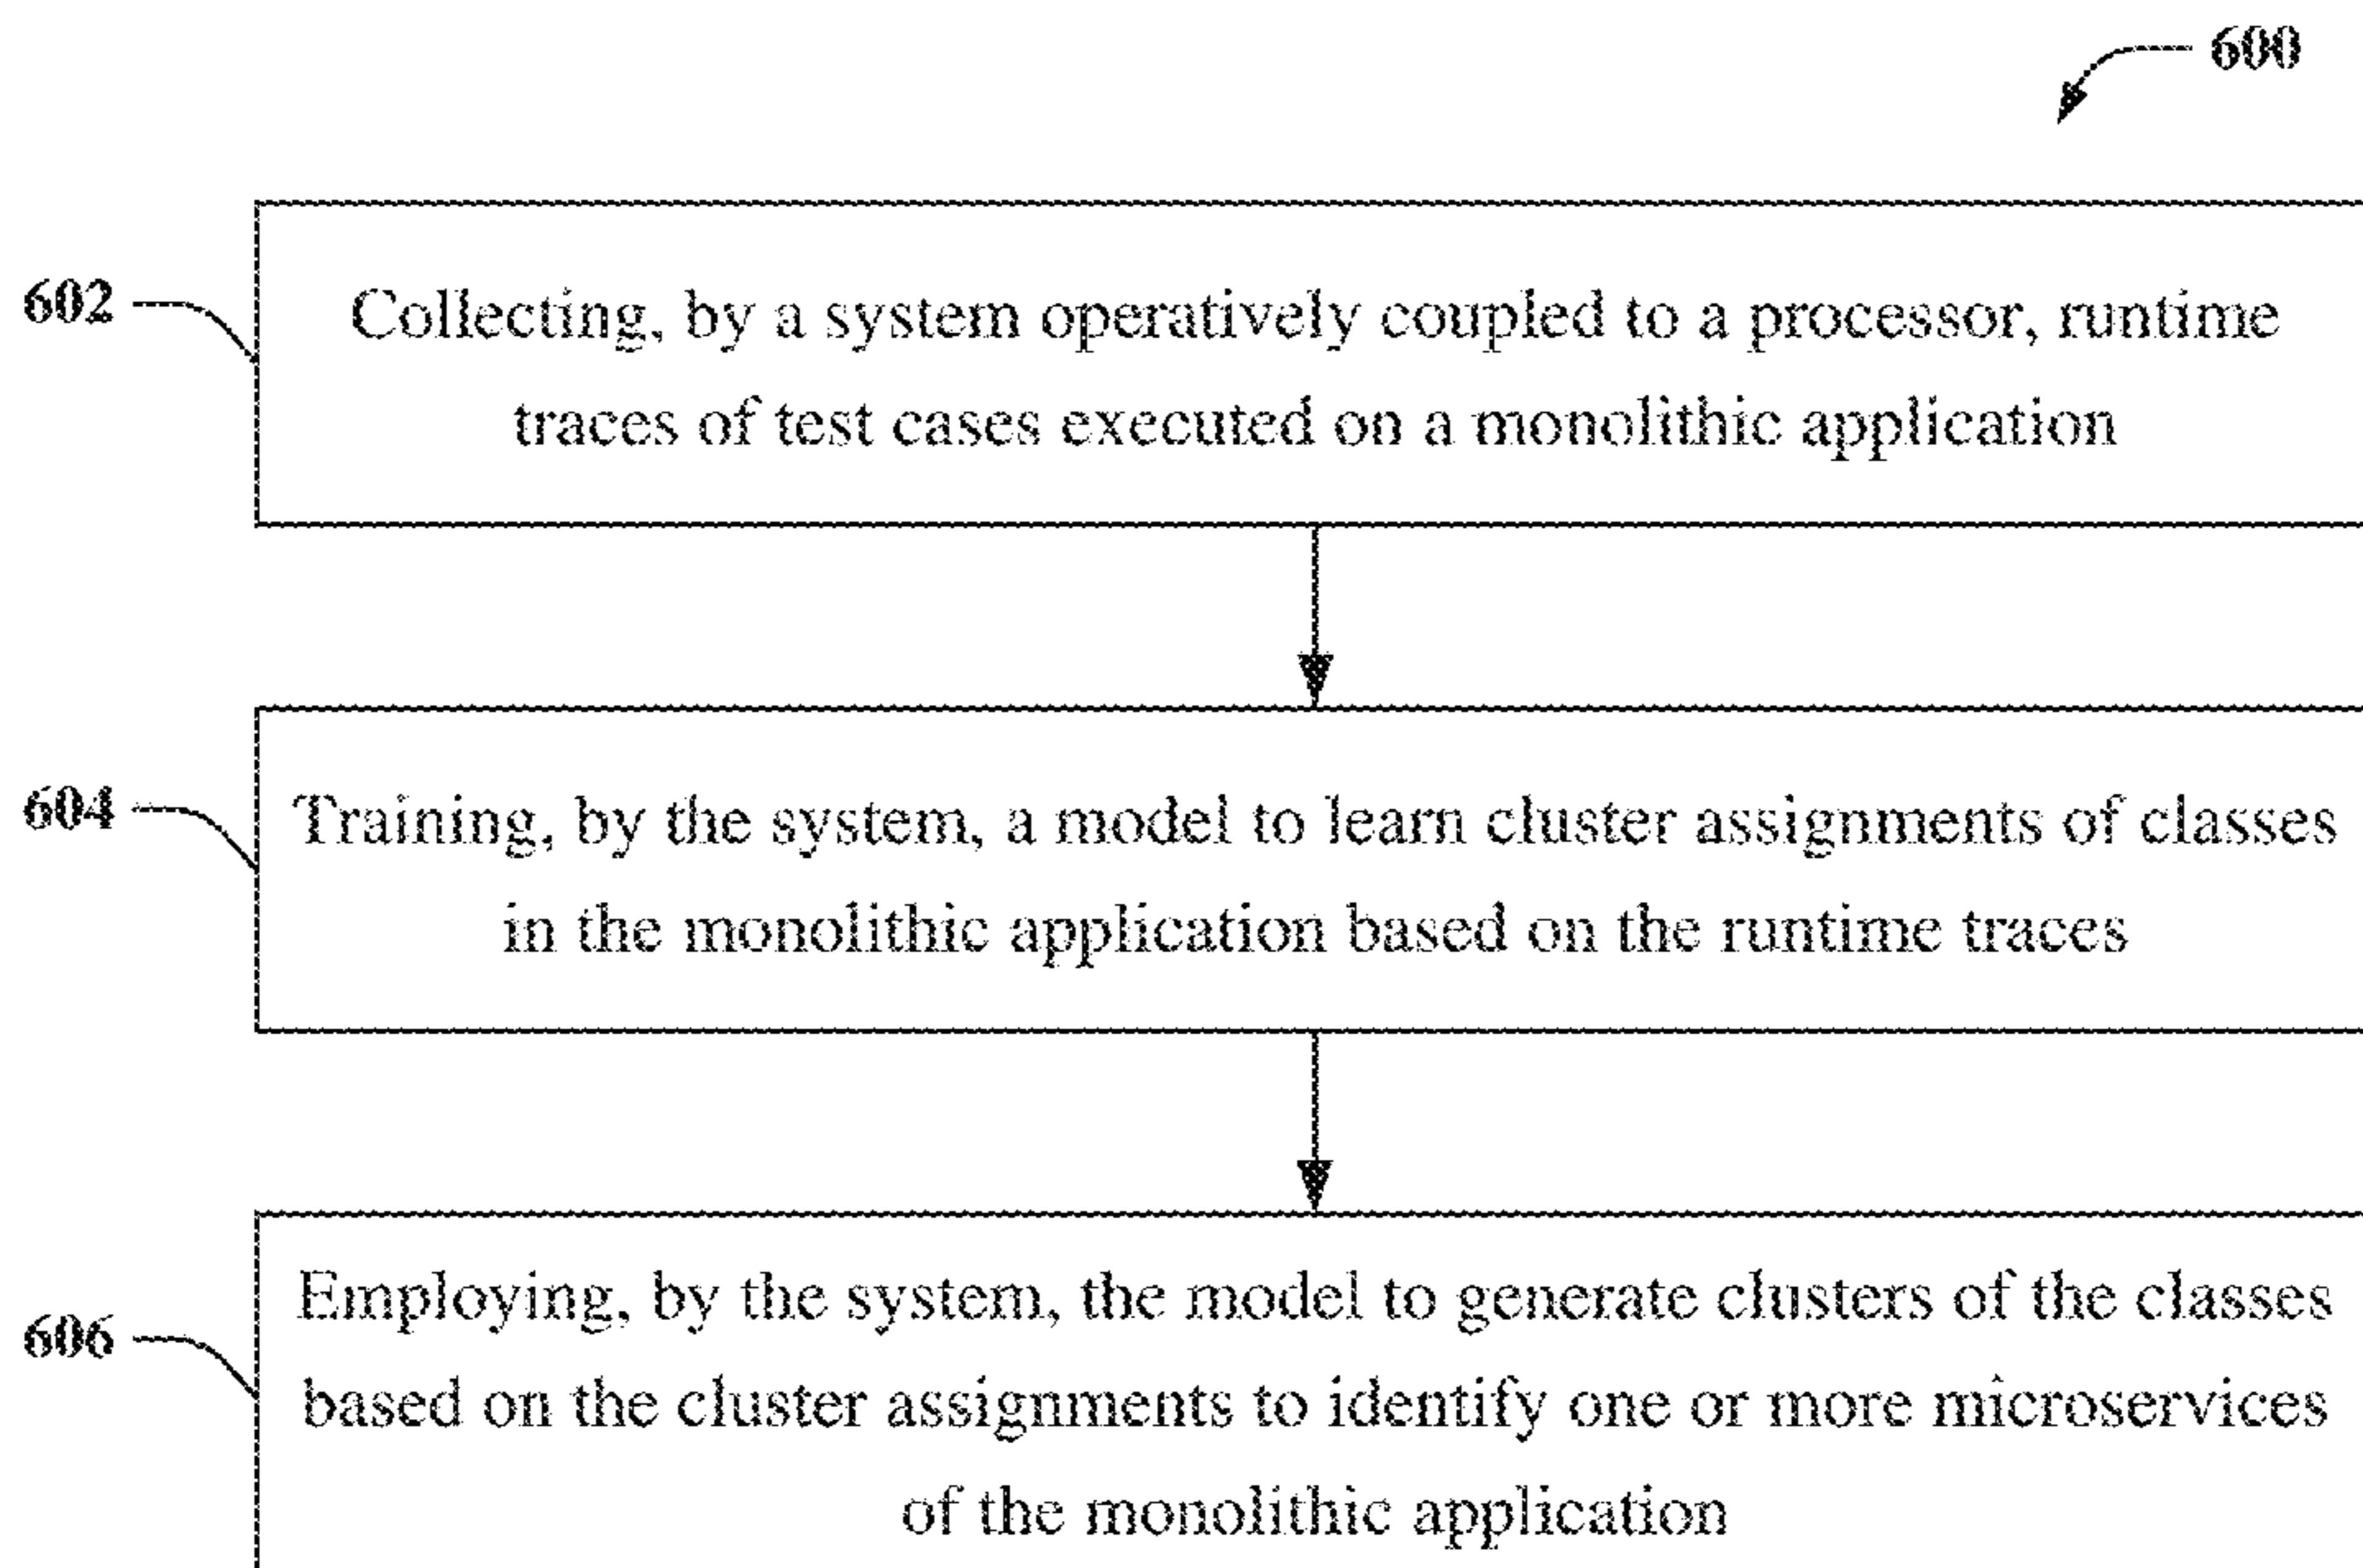 600
602
Collecting, by a system operatively coupled to a processor, runtime
traces of test cases executed on a monolithic application
604
Training, by the system, a model to learn cluster assignments of classes
in the monolithic application based on the runtime traces
606
Employing, by the system, the model to generate clusters of the classes
based on the cluster assignments to identify one or more microservices
of the monolithic application